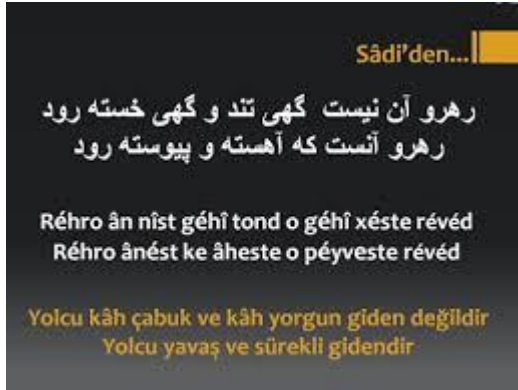 Sâdi'den...
رهرو آن نیست گهی تند و گهی خسته رود
رهرو آنست که آهسته و پیوسته رود
Réhro ân nîst géhî tond o géhî xéste révéd
Réhro ânést ke âheste o péyveste révéd
Yolcu kâh çabuk ve kâh yorgun giden değildir
Yolcu yavaş ve sürekli gidendir